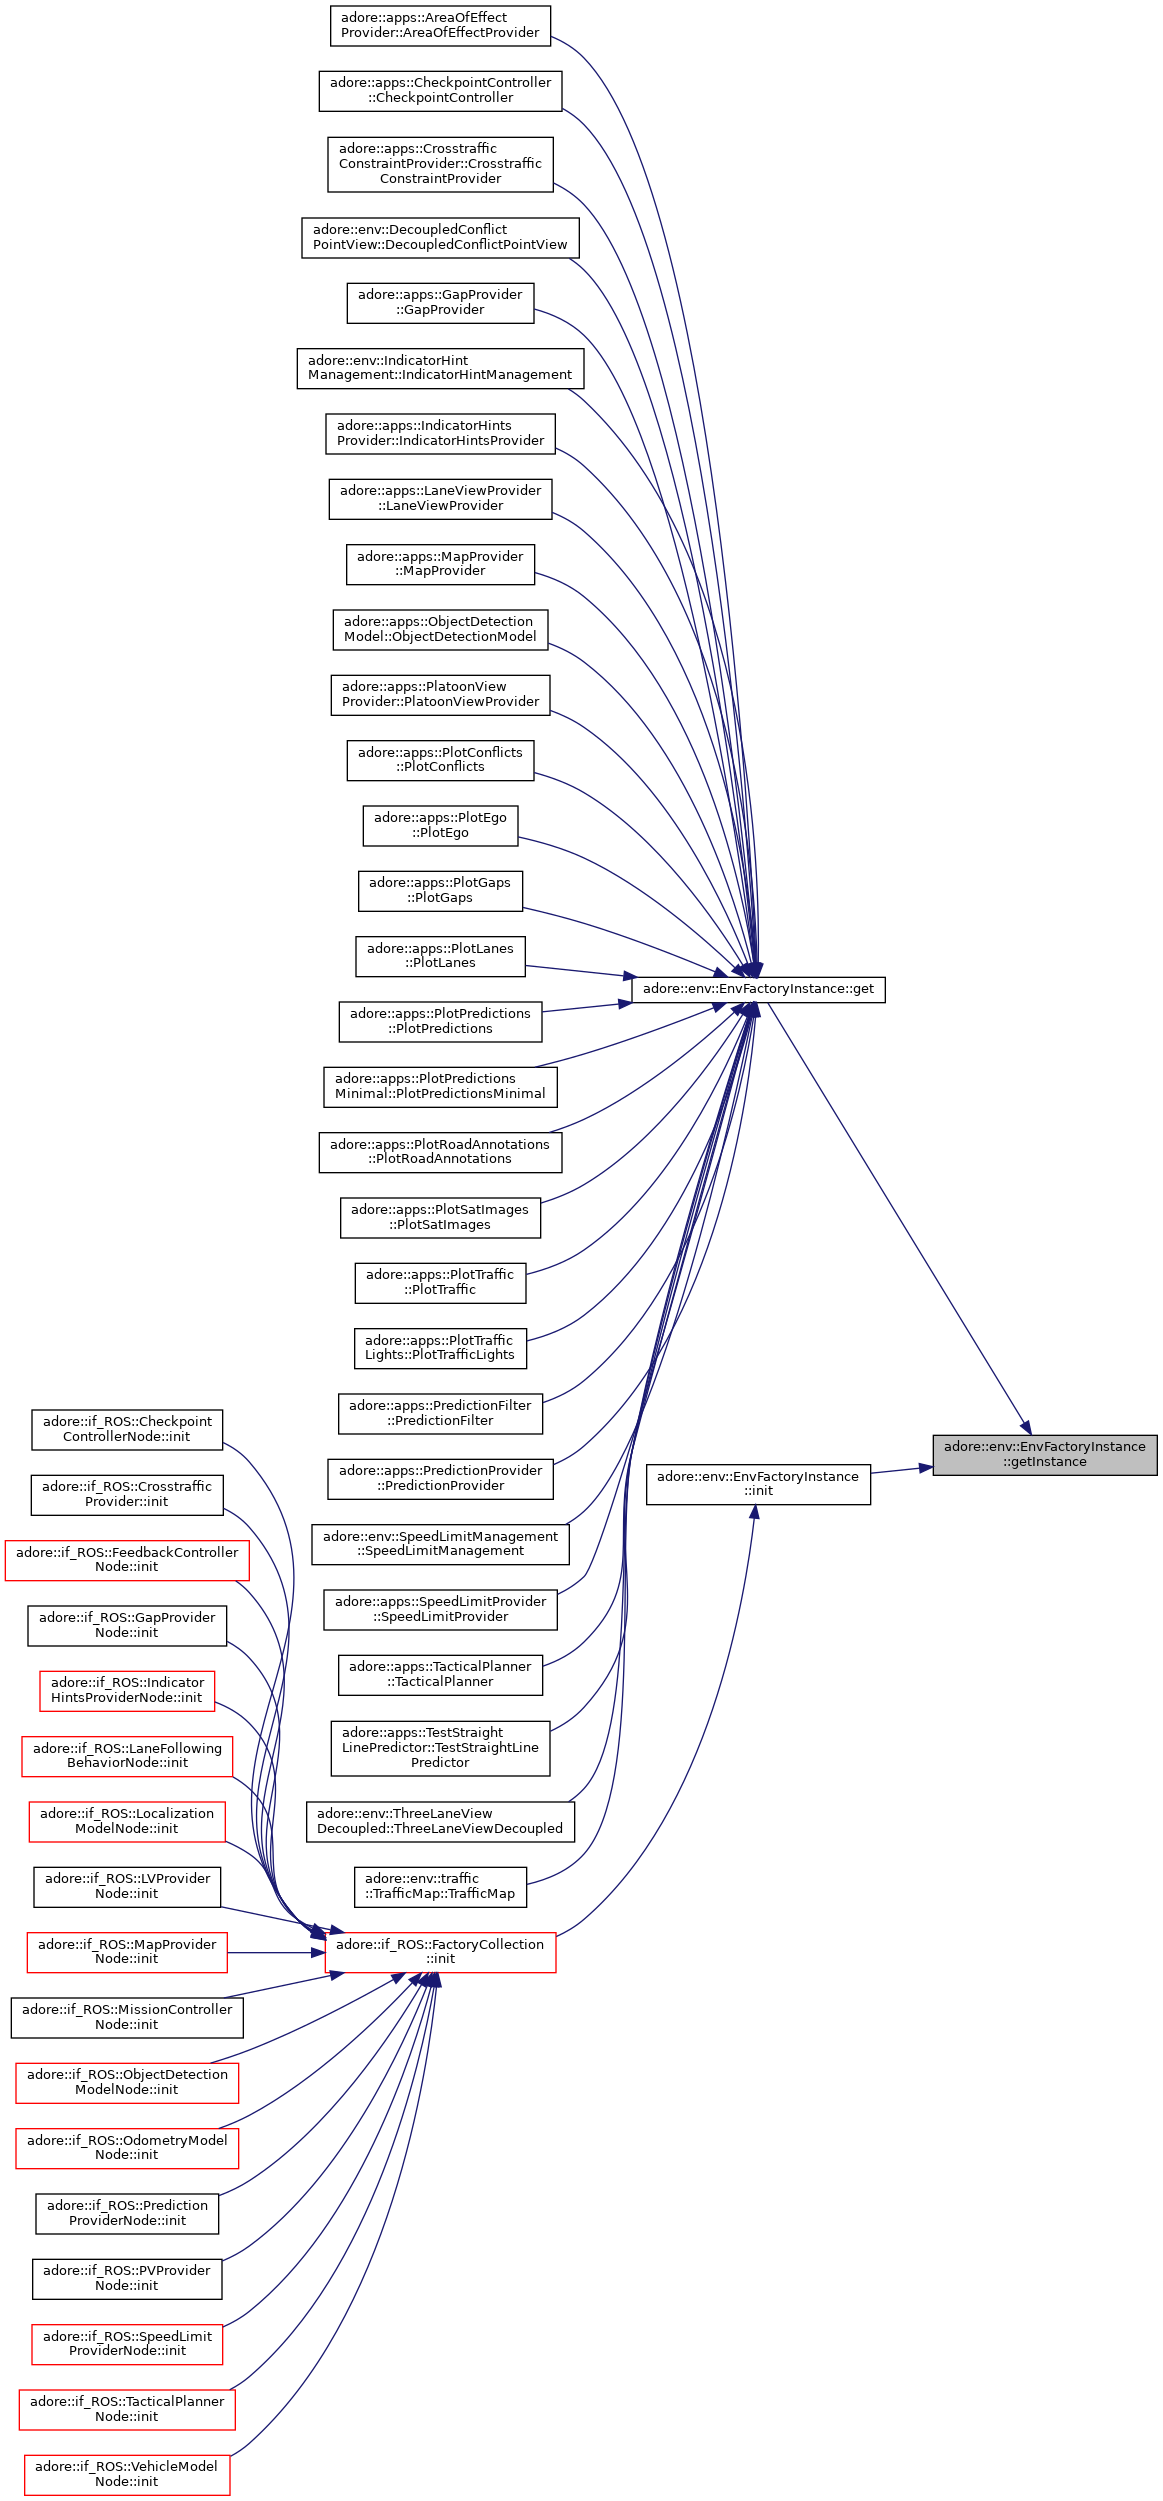 adore::apps::AreaOfEffect
Provider::AreaOfEffectProvider
adore::apps::CheckpointController
::CheckpointController
adore::apps::Crosstraffic
ConstraintProvider::Crosstraffic
ConstraintProvider
adore::env::DecoupledConflict
PointView::DecoupledConflictPointView
adore::apps::GapProvider
::GapProvider
adore::env::IndicatorHint
Management::IndicatorHintManagement
adore::apps::IndicatorHints
Provider::IndicatorHintsProvider
adore::apps::LaneViewProvider
::LaneViewProvider
adore::apps::MapProvider
::MapProvider
adore::apps::ObjectDetection
Model::ObjectDetectionModel
adore::apps::PlatoonView
Provider::PlatoonViewProvider
adore::apps::PlotConflicts
::PlotConflicts
adore::apps::PlotEgo
::PlotEgo
adore::apps::PlotGaps
::PlotGaps
adore::apps::PlotLanes
::PlotLanes
adore::env::EnvFactoryInstance::get
adore::apps::PlotPredictions
::PlotPredictions
adore::apps::PlotPredictions
Minimal::PlotPredictionsMinimal
adore::apps::PlotRoadAnnotations
::PlotRoadAnnotations
adore::apps::PlotSatImages
::PlotSatImages
adore::apps::PlotTraffic
::PlotTraffic
adore::apps::PlotTraffic
Lights::PlotTrafficLights
adore::apps::PredictionFilter
::PredictionFilter
adore::apps::PredictionProvider
::PredictionProvider
adore::env::SpeedLimitManagement
::SpeedLimitManagement
adore::apps::SpeedLimitProvider
::SpeedLimitProvider
adore::apps::TacticalPlanner
::TacticalPlanner
adore::apps::TestStraight
LinePredictor::TestStraightLine
Predictor
adore::env::ThreeLaneView
Decoupled::ThreeLaneViewDecoupled
adore::env::traffic
::TrafficMap::TrafficMap
adore::env::EnvFactoryInstance
::getInstance
adore::env::EnvFactoryInstance
::init
adore::if_ROS::FactoryCollection
::init
adore::if_ROS::Checkpoint
ControllerNode::init
adore::if_ROS::Crosstraffic
Provider::init
adore::if_ROS::FeedbackController
Node::init
adore::if_ROS::GapProvider
Node::init
adore::if_ROS::Indicator
HintsProviderNode::init
adore::if_ROS::LaneFollowing
BehaviorNode::init
adore::if_ROS::Localization
ModelNode::init
adore::if_ROS::LVProvider
Node::init
adore::if_ROS::MapProvider
Node::init
adore::if_ROS::MissionController
Node::init
adore::if_ROS::ObjectDetection
ModelNode::init
adore::if_ROS::OdometryModel
Node::init
adore::if_ROS::Prediction
ProviderNode::init
adore::if_ROS::PVProvider
Node::init
adore::if_ROS::SpeedLimit
ProviderNode::init
adore::if_ROS::TacticalPlanner
Node::init
adore::if_ROS::VehicleModel
Node::init